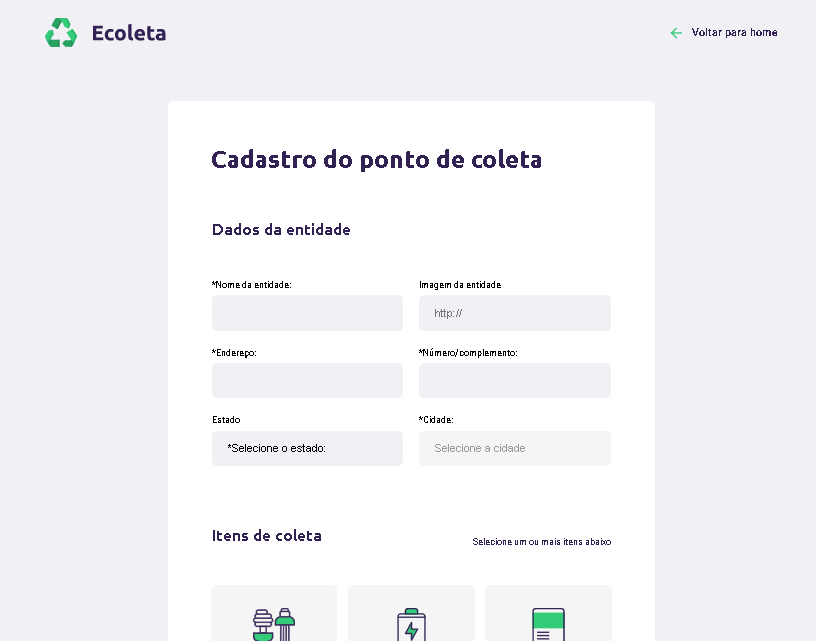 Ecoleta
Voltar para home
Cadastro do ponto de coleta
Dados da entidade
*Nome da entidade:
Imagem da entidade
http://
*Enderepo:
*Número/complemento:
Estado
*Cidade:
*Selecione o estado:
Selecione a cidade
Itens de coleta
Selecione um ou mais itens abaixo